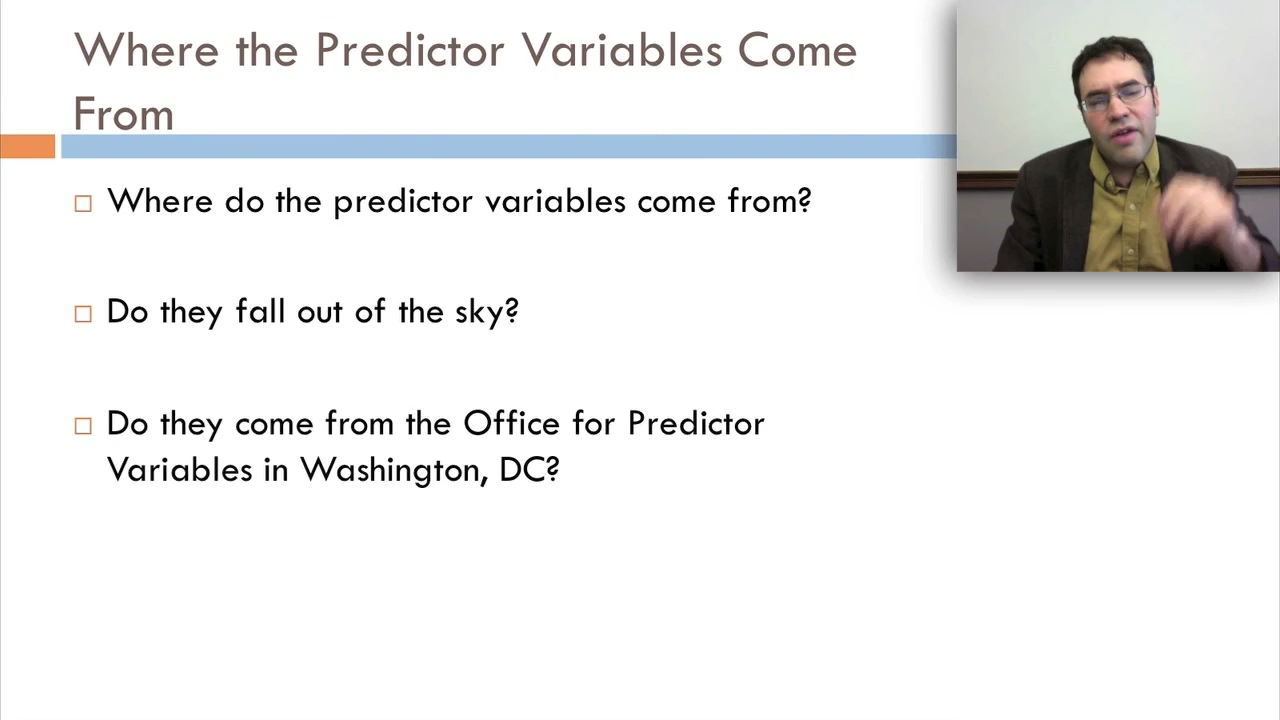 Where the Predictor Variables Come
From
Where do the predictor variables come from?
Do they fall out of the sky?
Do they come from the Office for Predictor
Variables in Washington, DC?